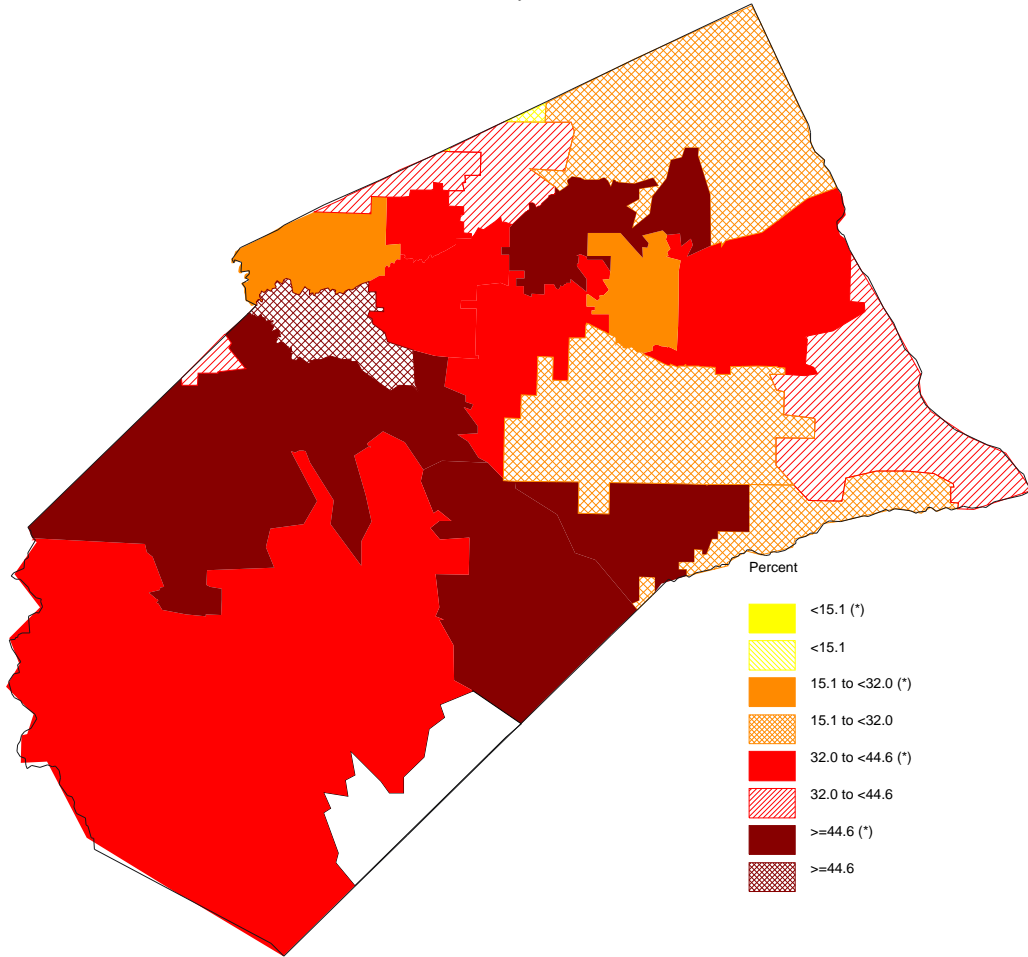 Percent
<15.1 (*)
<15.1
15.1 to <32.0 (*)
15.1 to <32.0
32.0 to <44.6 (*)
32.0 to <44.6
>=44.6 (*)
>=44.6